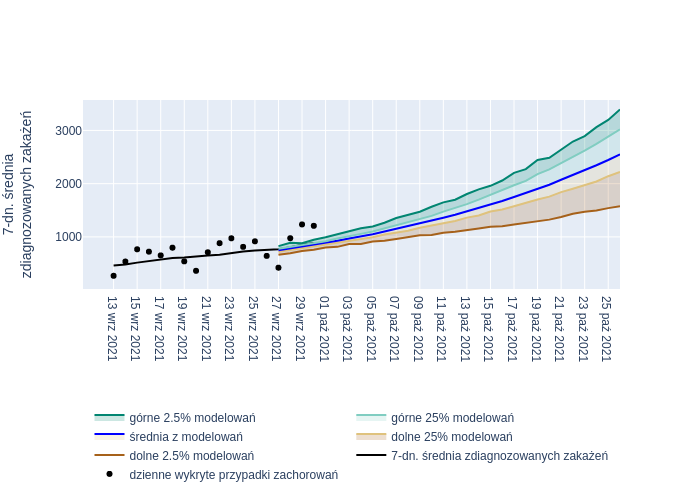 7-dn. średnia
zdiagnozowanych zakażeń
3000
2000
1000
13 wrz 2021
15 wrz 2021
17 wrz 2021
19 wrz 2021
21 wrz 2021
23 wrz 2021
25 wrz 2021
27 wrz 2021
29 wrz 2021
01 paź 2021
03 paź 2021
05 paź 2021
07 paź 2021
09 paź 2021
11 paź 2021
13 paź 2021
15 paź 2021
17 paź 2021
19 paź 2021
21 paź 2021
23 paź 2021
25 paź 2021
górne 2.5% modelowań
górne 25% modelowań
średnia z modelowań
dolne 25% modelowań
dolne 2.5% modelowań
7-dn. średnia zdiagnozowanych zakażeń
dzienne wykryte przypadki zachorowań